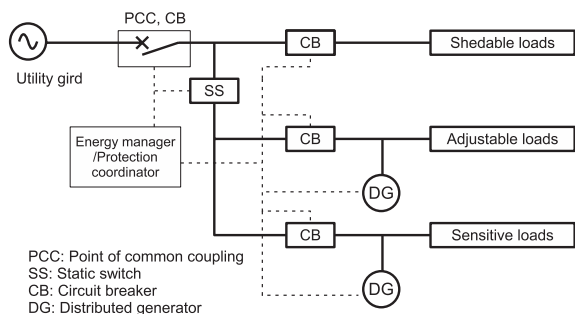 PCC, CB
CB
Shedable loads
Utility gird
SS
Energy manager
/Protection
coordinator
CB
Adjustable loads
DG
CB
Sensitive loads
PCC: Point of common coupling
SS: Static switch
CB: Circuit breaker
DG: Distributed generator
DG